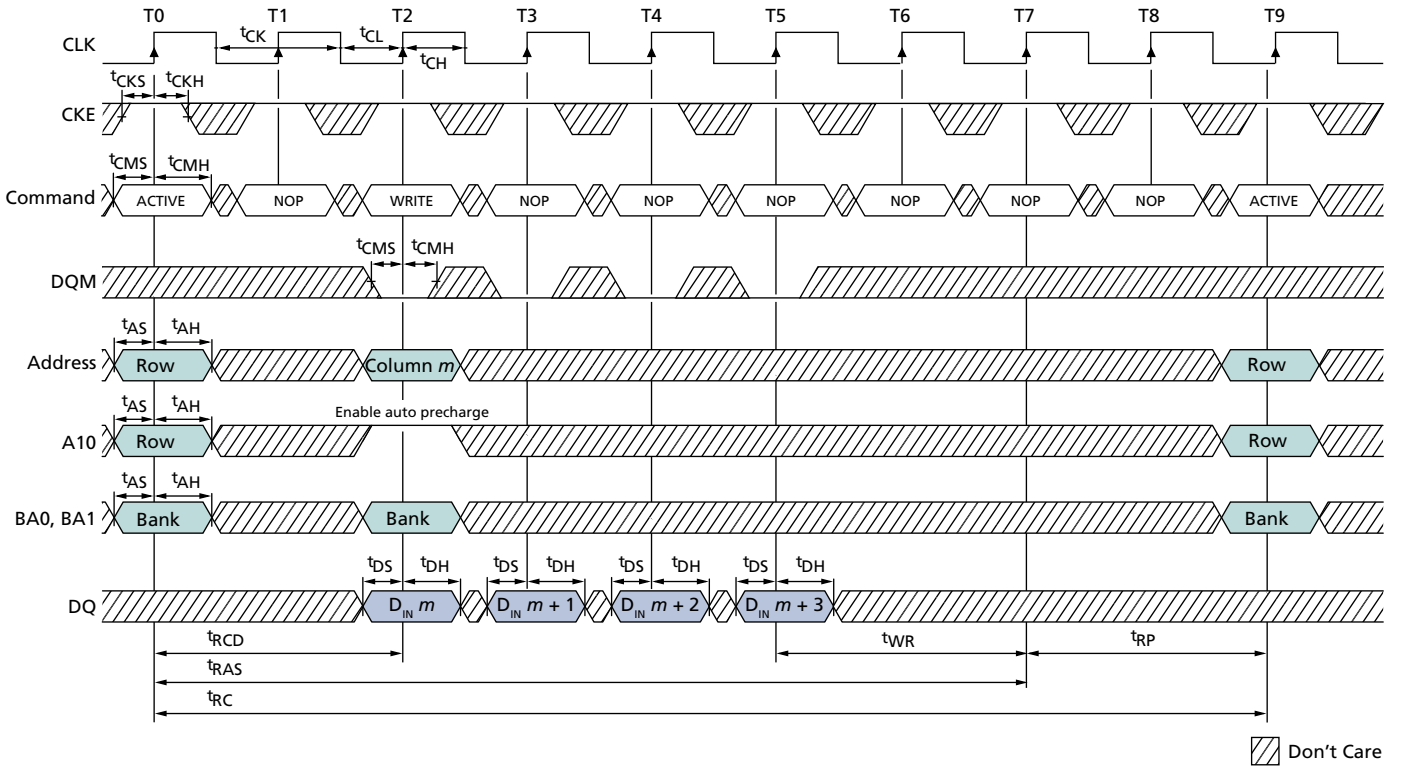 T0 T1 T2 T3 T4 T5 T6 T7 T8 T9
CLK tCK tCL tCH
tCKS tCKH
CKE
tCMS tCMH
Command ACTIVE NOP WRITE NOP NOP NOP NOP NOP NOP ACTIVE
tCMS tCMH
DQM
tAS tAH
Address Row Column m Row
tAS tAH Enable auto precharge
A10 Row Row
tAS tAH
BA0, BA1 Bank Bank Bank
tDS tDH tDS tDH tDS tDH tDS tDH
DQ DIN m DIN m + 1 DIN m + 2 DIN m + 3
tRCD tWR tRP
tRAS
tRC
Don't Care